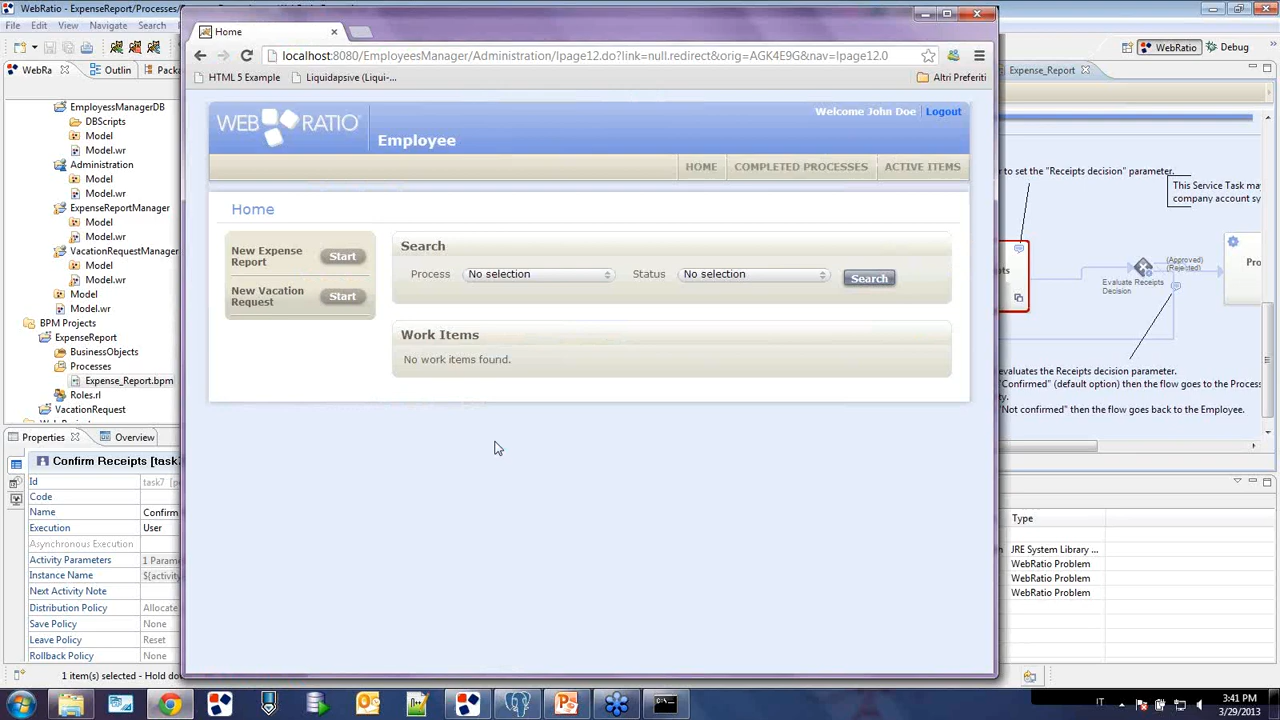 WebRatio - ExpenseReport/Processes/
File Edit View Navigate Search
WebRa Outlin Packa
EmployessManagerDB
DBScripts
Model
Model.wr
Administration
Model
Model.wr
ExpenseReportManager
Model
Model.wr
VacationRequestManager
Model
Model.wr
Model
Model.wr
BPM Projects
ExpenseReport
BusinessObjects
Processes
Expense_Report.bpm
Roles.rl
VacationRequest
Properties Overview
Confirm Receipts [task7
Id task7
Code
Name Confirm
Execution User
Asynchronous Execution
Activity Parameters 1 Param
Instance Name ${activity
Next Activity Note
Distribution Policy Allocate
Save Policy None
Leave Policy Reset
Rollback Policy None
1 item(s) selected - Hold dow
Home
localhost:8080/EmployeesManager/Administration/lpage12.do?link=null.redirect&orig=AGK4E9G&nav=lpage12.0
HTML 5 Example Liquidapsive (Liqui-... Altri Preferiti
WEB RATIO
Employee
Welcome John Doe Logout
HOME COMPLETED PROCESSES ACTIVE ITEMS
Home
New Expense
Report
Start
New Vacation
Request
Start
Search
Process No selection Status No selection Search
Work Items
No work items found.
WebRatio Debug
Expense_Report
r to set the "Receipts decision" parameter.
This Service Task may
company account sy
ts
Evaluate Receipts
Decision
(Approved)
(Rejected)
Pro
evaluates the Receipts decision parameter.
"Confirmed" (default option) then the flow goes to the Process
ty.
"Not confirmed" then the flow goes back to the Employee.
Type
JRE System Library ...
WebRatio Problem
WebRatio Problem
WebRatio Problem
IT
3:41 PM
3/29/2013